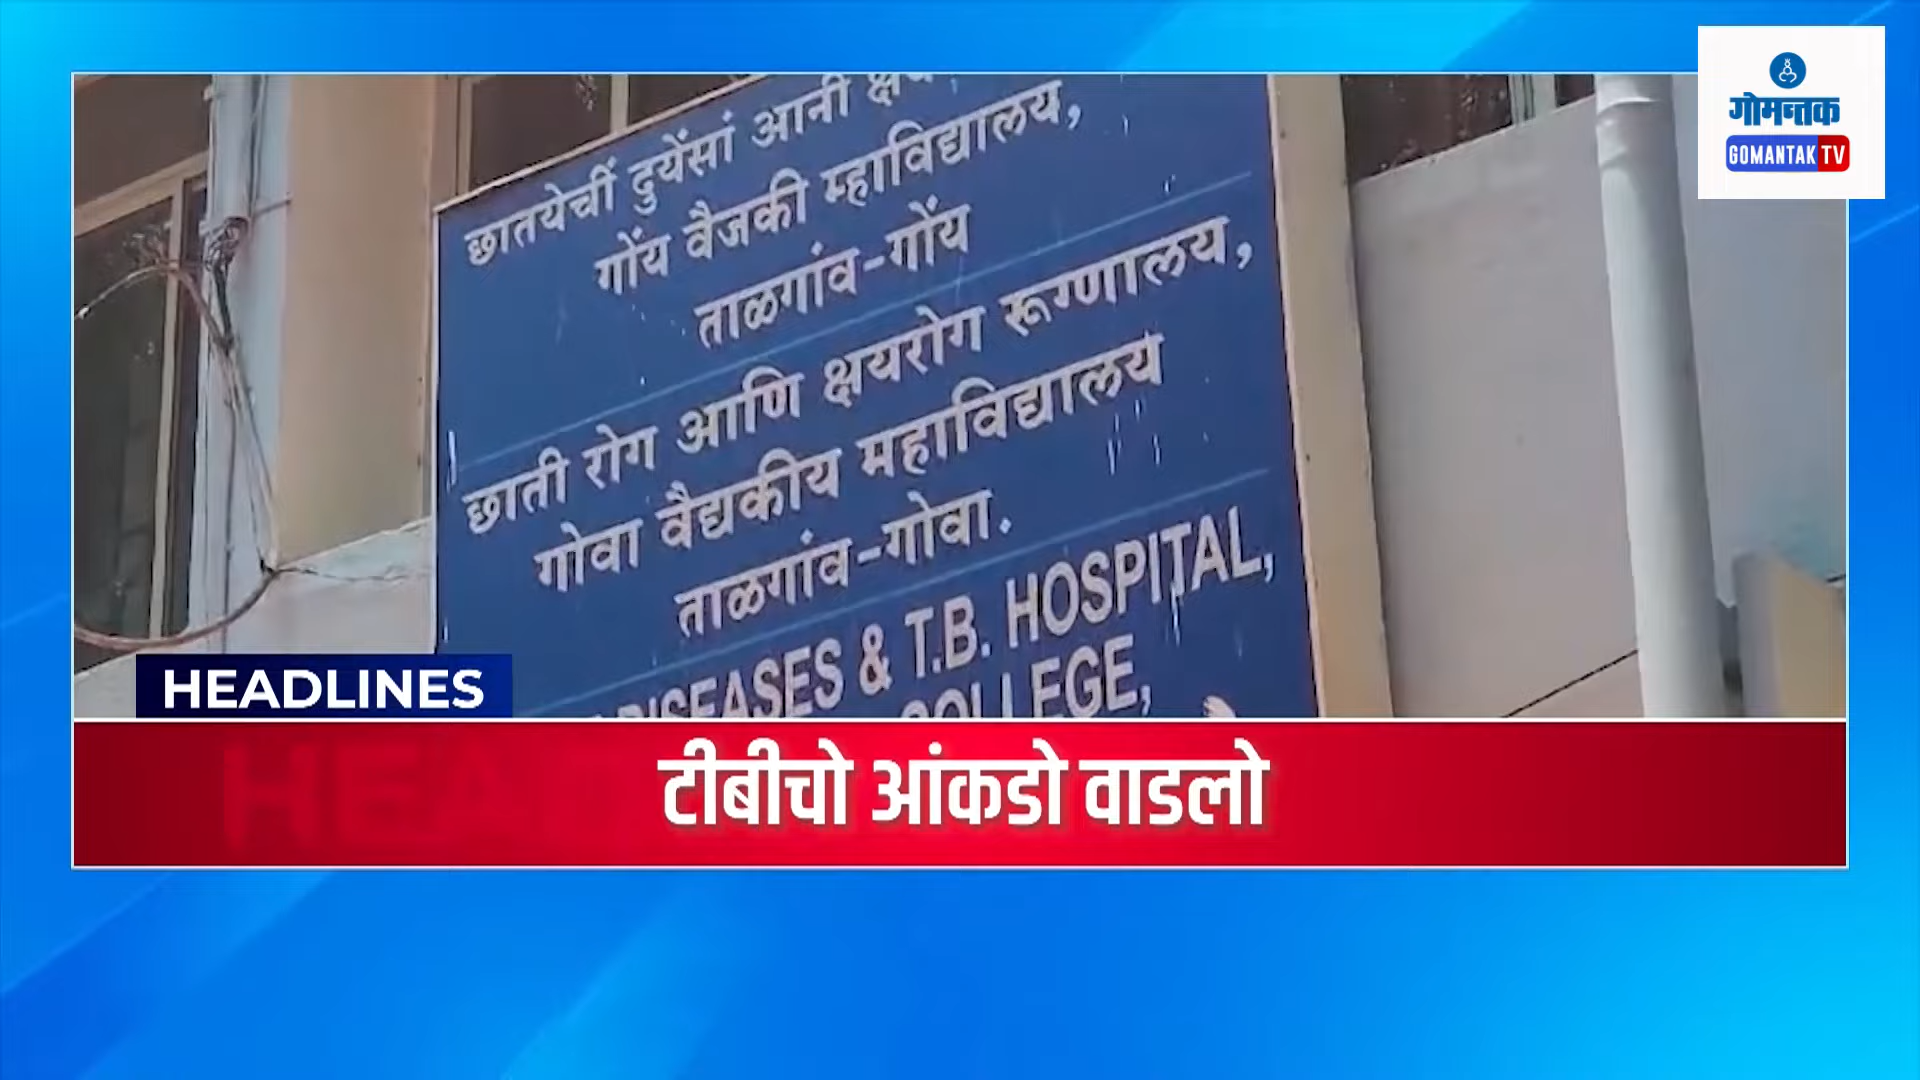 गोमन्तक
GOMANTAK TV
छातयेचीं दुयेंसां आनी
गोंय वैजकी म्हाविद्यालय,
ताळगांव-गोंय
छाती रोग आणि क्षयरोग रूग्णालय,
गोवा वैद्यकीय महाविद्यालय
ताळगांव-गोवा.
DISEASES & T.B. HOSPITAL,
COLLEGE,
HEADLINES
टीबीचो आंकडो वाडलो